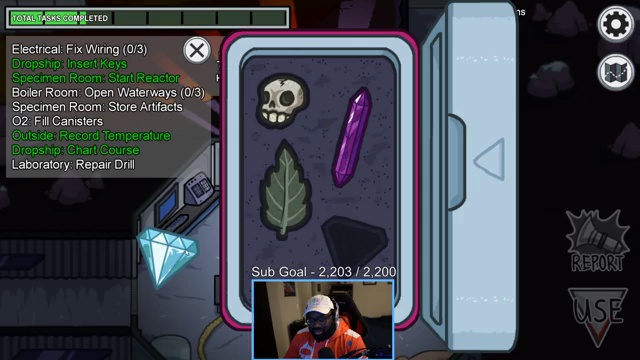 TOTAL TASKS COMPLETED
Electrical: Fix Wiring (0/3)
Dropship: Insert Keys
Specimen Room: Start Reactor
Boiler Room: Open Waterways (0/3)
Specimen Room: Store Artifacts
O2: Fill Canisters
Outside: Record Temperature
Dropship: Chart Course
Laboratory: Repair Drill
Sub Goal - 2,203 / 2,200
REPORT
USE